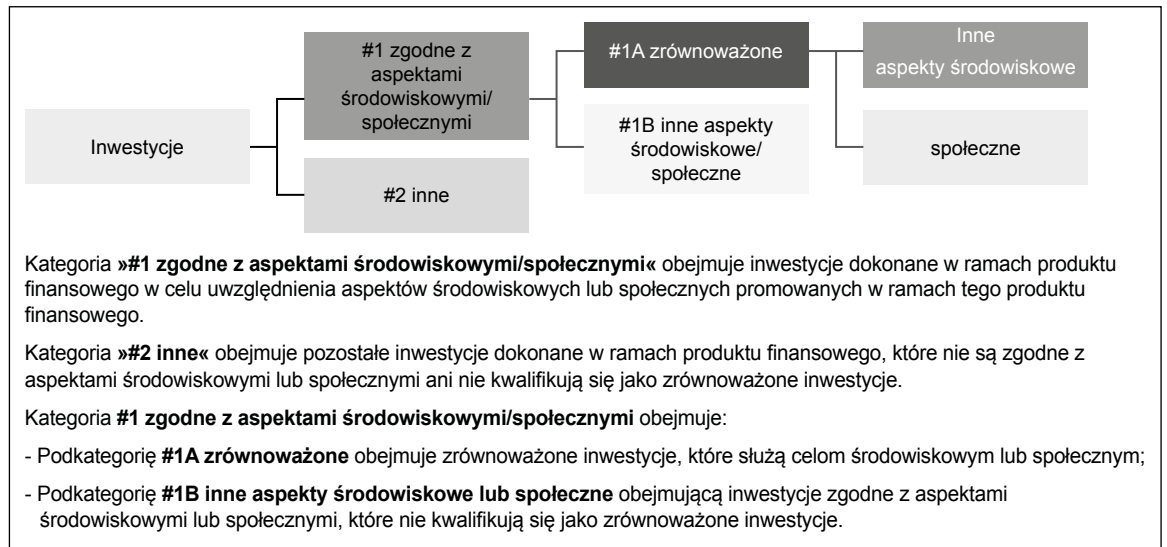 Inwestycje
#1 zgodne z
aspektami
środowiskowymi/
społecznymi
#2 inne
#1A zrównoważone
#1B inne aspekty
środowiskowe/
społeczne
Inne
aspekty środowiskowe
społeczne
Kategoria »#1 zgodne z aspektami środowiskowymi/społecznymi« obejmuje inwestycje dokonane w ramach produktu
finansowego w celu uwzględnienia aspektów środowiskowych lub społecznych promowanych w ramach tego produktu
finansowego.
Kategoria »#2 inne« obejmuje pozostałe inwestycje dokonane w ramach produktu finansowego, które nie są zgodne z
aspektami środowiskowymi lub społecznymi ani nie kwalifikują się jako zrównoważone inwestycje.
Kategoria #1 zgodne z aspektami środowiskowymi/społecznymi obejmuje:
- Podkategorię #1A zrównoważone obejmuje zrównoważone inwestycje, które służą celom środowiskowym lub społecznym;
- Podkategorię #1B inne aspekty środowiskowe lub społeczne obejmującą inwestycje zgodne z aspektami
środowiskowymi lub społecznymi, które nie kwalifikują się jako zrównoważone inwestycje.